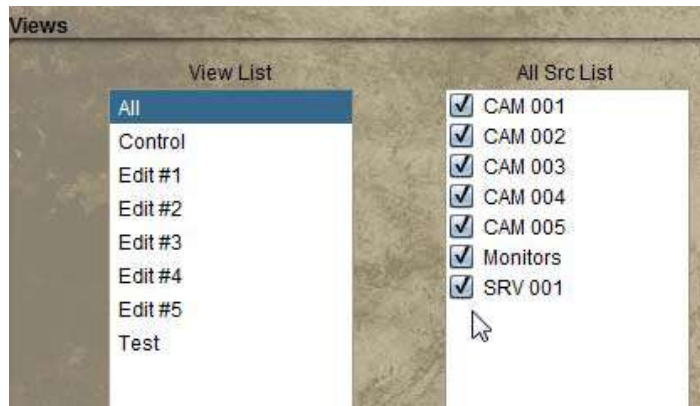 Views
View List
All
Control
Edit #1
Edit #2
Edit #3
Edit #4
Edit #5
Test
All Src List
CAM 001
CAM 002
CAM 003
CAM 004
CAM 005
Monitors
SRV 001